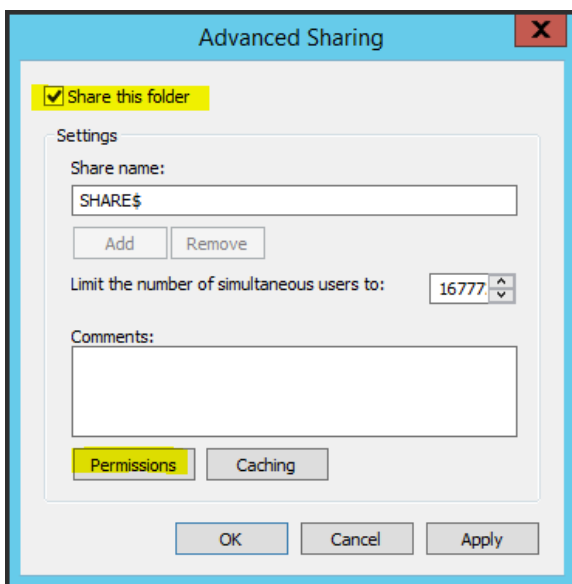 Advanced Sharing
X
Share this folder
Settings
Share name:
SHARE$
Add Remove
Limit the number of simultaneous users to: 16777
Comments:
Permissions Caching
OK Cancel Apply